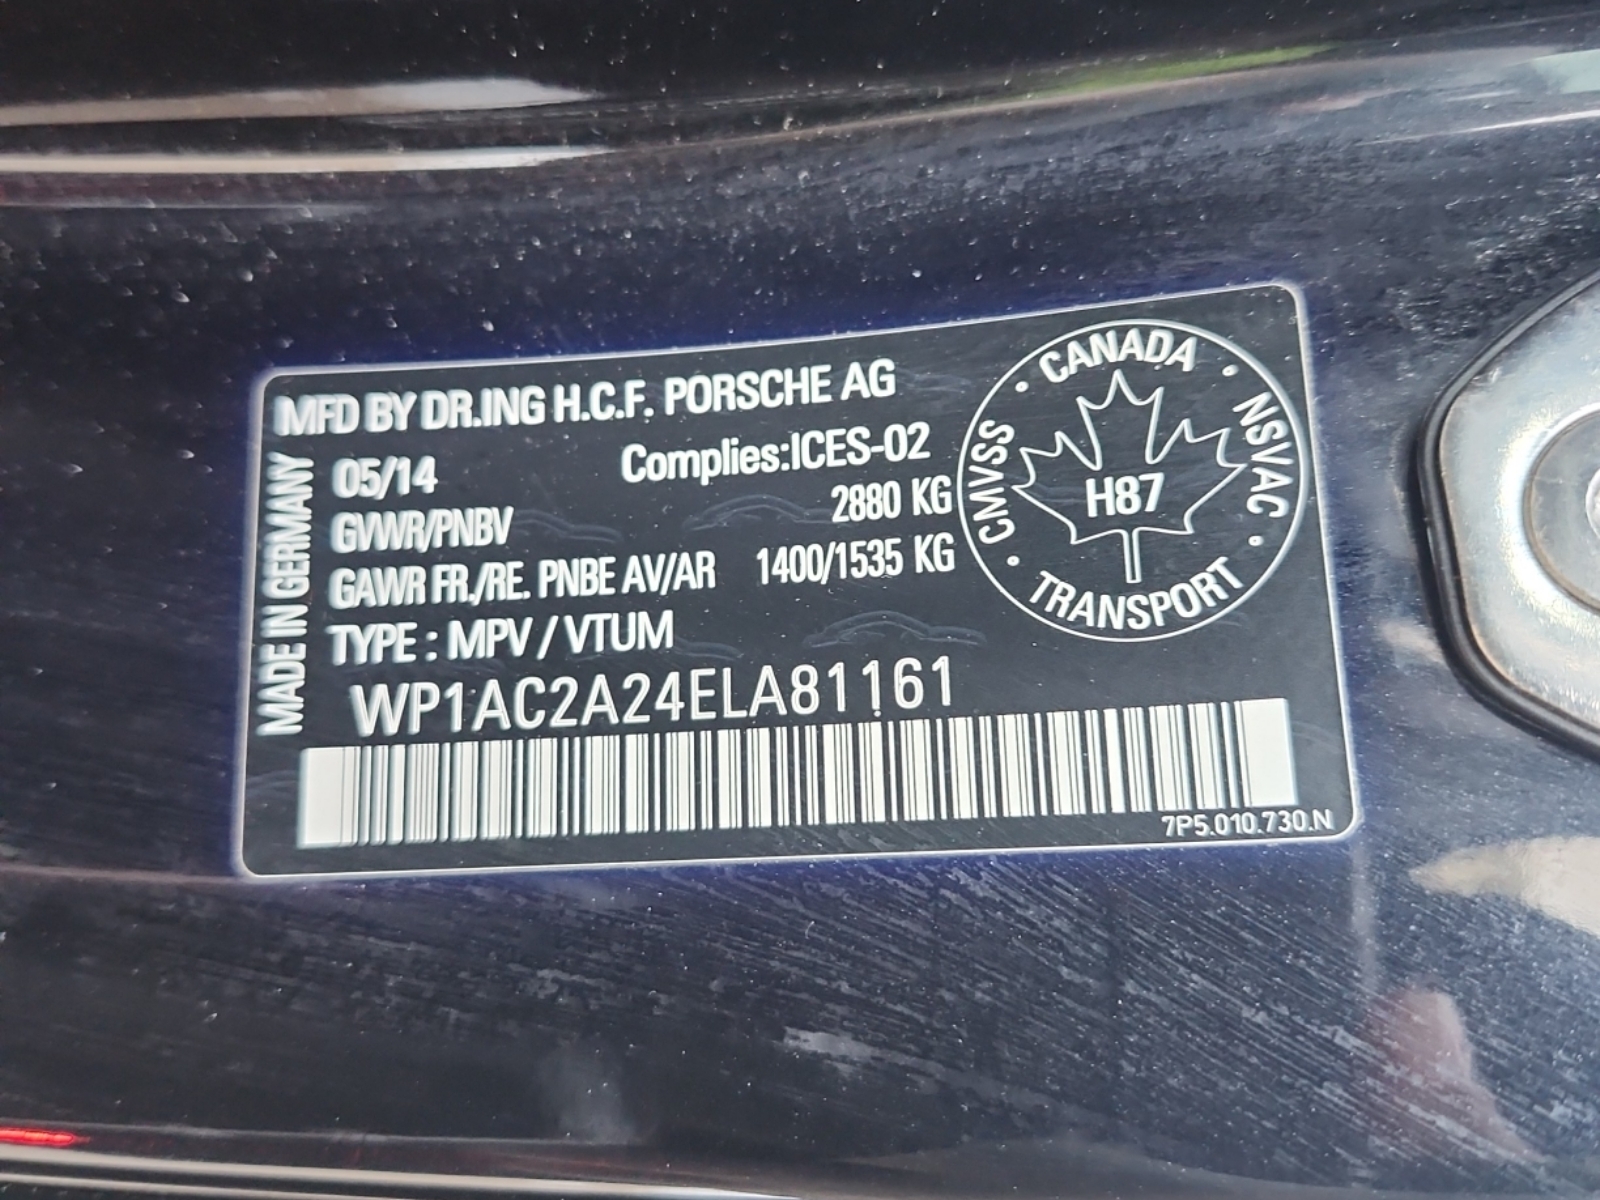 MFD BY DR.ING H.C.F. PORSCHE AG
05/14 Complies:ICES-02
GVWR/PNBV 2880 KG
GAWR FR./RE. PNBE AV/AR 1400/1535 KG
TYPE : MPV / VTUM
WP1AC2A24ELA81161
7P5.010.730.N
MADE IN GERMANY
CANADA
NSVAC
TRANSPORT
CMVSS
H87